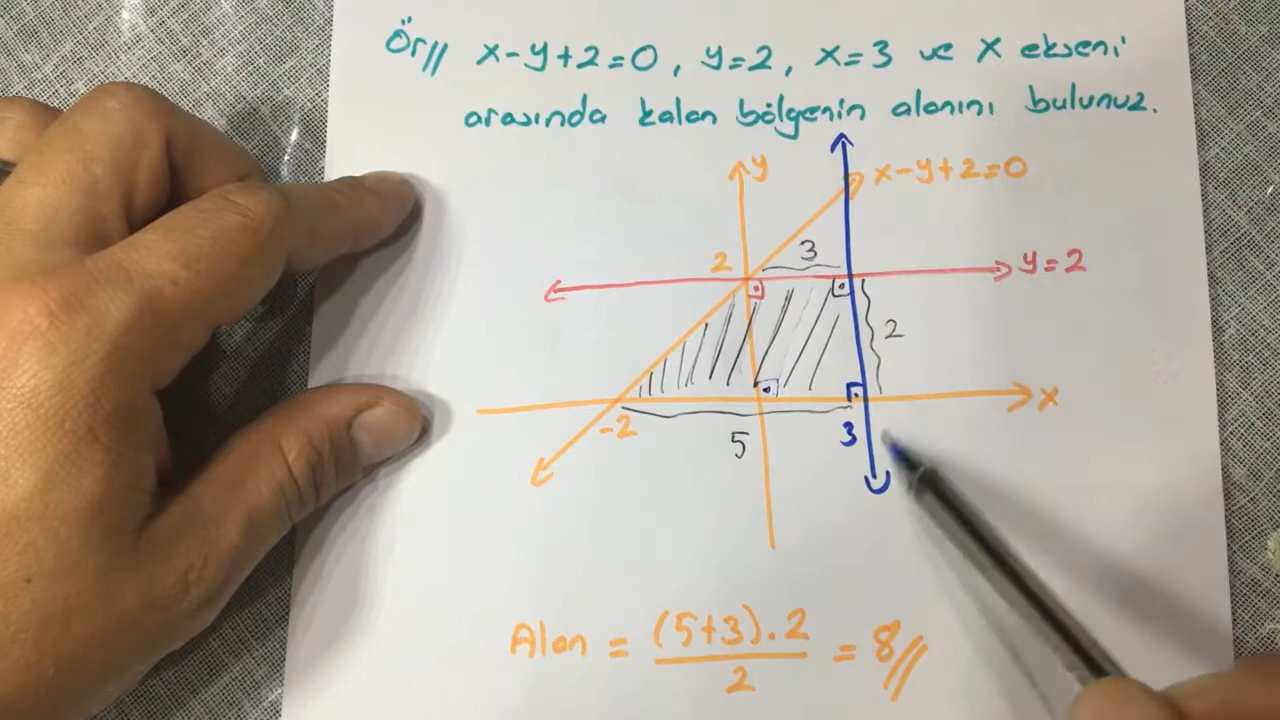 Ör// x-y+2=0, y=2, x=3 ve x ekseni
arasında kalan bölgenin alanını bulunuz.
y
x-y+2=0
2
3
y=2
2
x
-2
5
3
Alan = (5+3).2/2 = 8//